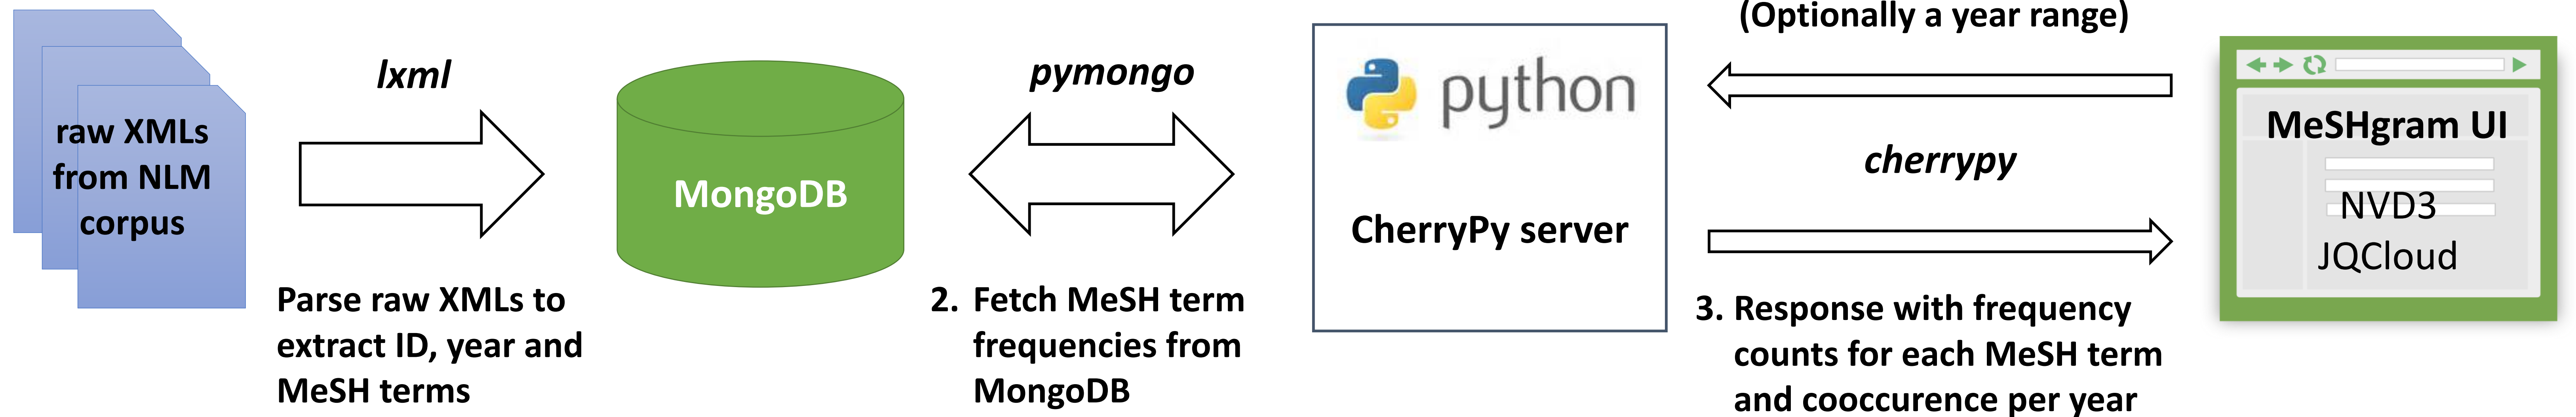 raw XMLs
from NLM
corpus
lxml
Parse raw XMLs to
extract ID, year and
MeSH terms
MongoDB
pymongo
2. Fetch MeSH term
frequencies from
MongoDB
python
CherryPy server
(Optionally a year range)
cherrypy
3. Response with frequency
counts for each MeSH term
and cooccurence per year
MeSHgram UI
NVD3
JQCloud